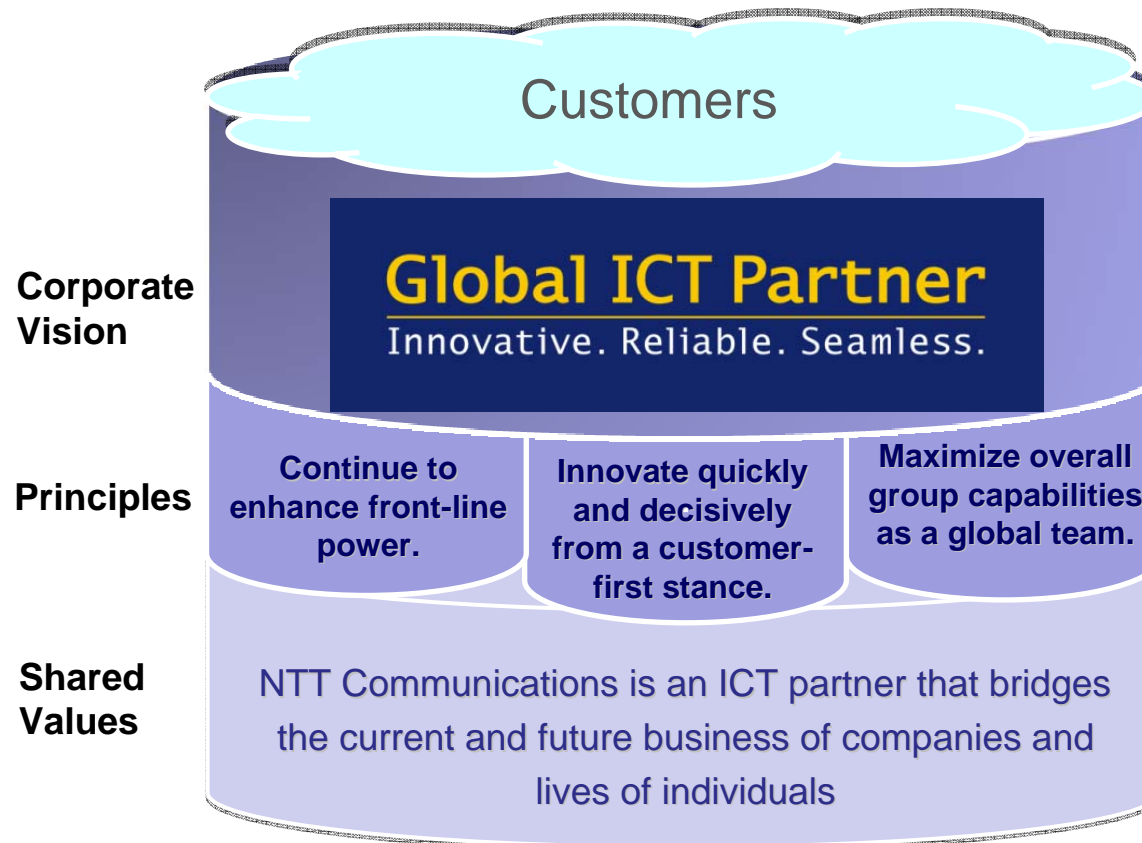 Customers
Corporate
Vision
Global ICT Partner
Innovative. Reliable. Seamless.
Principles
Continue to
enhance front-line
power.
Innovate quickly
and decisively
from a customer-
first stance.
Maximize overall
group capabilities
as a global team.
Shared
Values
NTT Communications is an ICT partner that bridges
the current and future business of companies and
lives of individuals